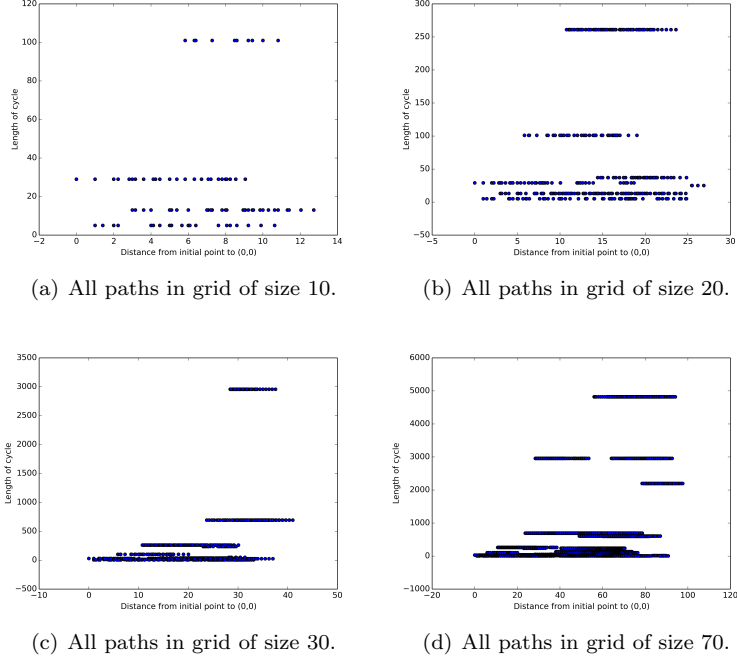 120
100
80
60
40
20
0
Length of cycle
−2 0 2 4 6 8 10 12 14
Distance from initial point to (0,0)
(a) All paths in grid of size 10.
300
250
200
150
100
50
0
−50
Length of cycle
−5 0 5 10 15 20 25 30
Distance from initial point to (0,0)
(b) All paths in grid of size 20.
3500
3000
2500
2000
1500
1000
500
0
−500
Length of cycle
−10 0 10 20 30 40 50
Distance from initial point to (0,0)
(c) All paths in grid of size 30.
6000
5000
4000
3000
2000
1000
0
−1000
Length of cycle
−20 0 20 40 60 80 100 120
Distance from initial point to (0,0)
(d) All paths in grid of size 70.